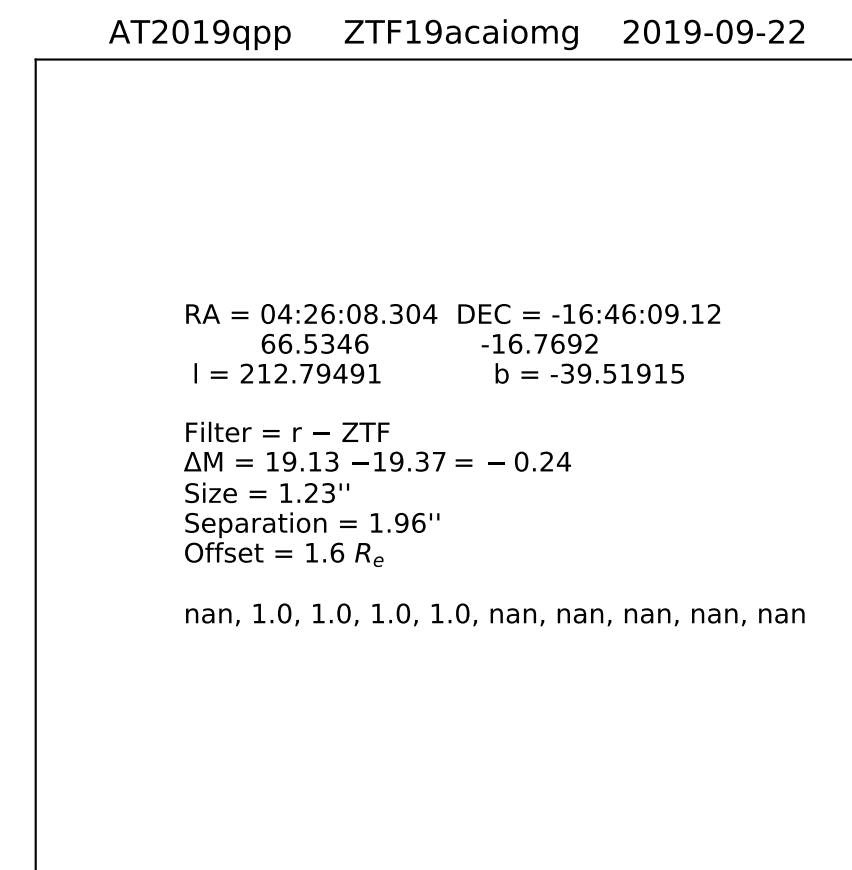 AT2019qpp ZTF19acaiomg 2019-09-22
RA = 04:26:08.304 DEC = -16:46:09.12
66.5346 -16.7692
l = 212.79491 b = -39.51915
Filter = r − ZTF
ΔM = 19.13 −19.37 = − 0.24
Size = 1.23''
Separation = 1.96''
Offset = 1.6 Rₑ
nan, 1.0, 1.0, 1.0, 1.0, nan, nan, nan, nan, nan